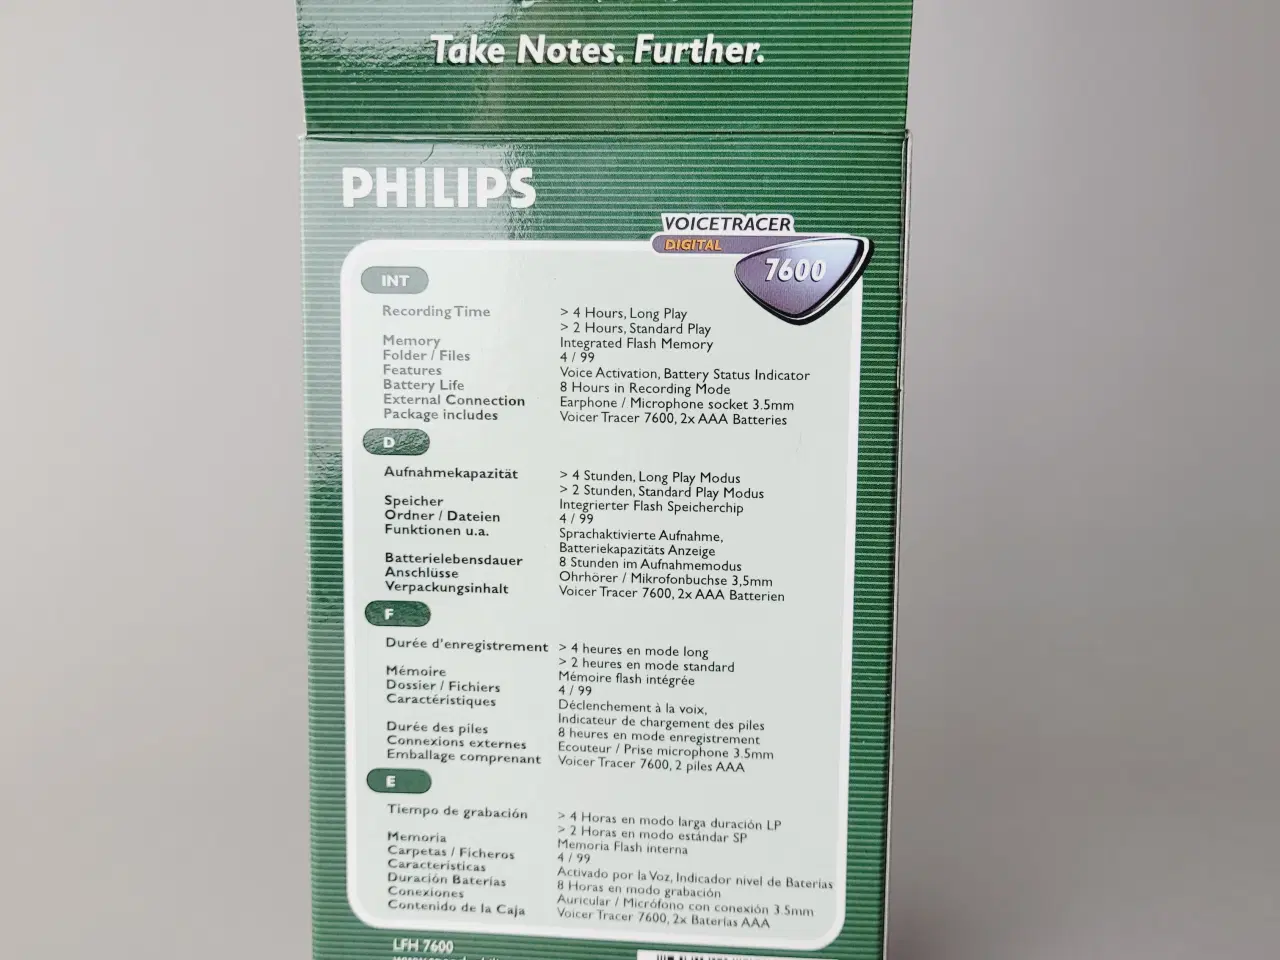 Take Notes. Further.
PHILIPS
VOICETRACER
DIGITAL
7600
INT
Recording Time > 4 Hours, Long Play
> 2 Hours, Standard Play
Memory Integrated Flash Memory
Folder / Files 4 / 99
Features Voice Activation, Battery Status Indicator
Battery Life 8 Hours in Recording Mode
External Connection Earphone / Microphone socket 3.5mm
Package includes Voicer Tracer 7600, 2x AAA Batteries
D
Aufnahmekapazität > 4 Stunden, Long Play Modus
> 2 Stunden, Standard Play Modus
Speicher Integrierter Flash Speicherchip
Ordner / Dateien 4 / 99
Funktionen u.a. Sprachaktivierte Aufnahme,
Batteriekapazitäts Anzeige
Batterielebensdauer 8 Stunden im Aufnahmemodus
Anschlüsse Ohrhörer / Mikrofonbuchse 3,5mm
Verpackungsinhalt Voicer Tracer 7600, 2x AAA Batterien
F
Durée d'enregistrement > 4 heures en mode long
> 2 heures en mode standard
Mémoire Mémoire flash intégrée
Dossier / Fichiers 4 / 99
Caractéristiques Déclenchement à la voix,
Indicateur de chargement des piles
Durée des piles 8 heures en mode enregistrement
Connexions externes Ecouteur / Prise microphone 3.5mm
Emballage comprenant Voicer Tracer 7600, 2 piles AAA
E
Tiempo de grabación > 4 Horas en modo larga duración LP
> 2 Horas en modo estándar SP
Memoria Memoria Flash interna
Carpetas / Ficheros 4 / 99
Características Activado por la Voz, Indicador nivel de Baterías
Duración Baterías 8 Horas en modo grabación
Conexiones Auricular / Micrófono con conexión 3.5mm
Contenido de la Caja Voicer Tracer 7600, 2x Baterías AAA
LFH 7600